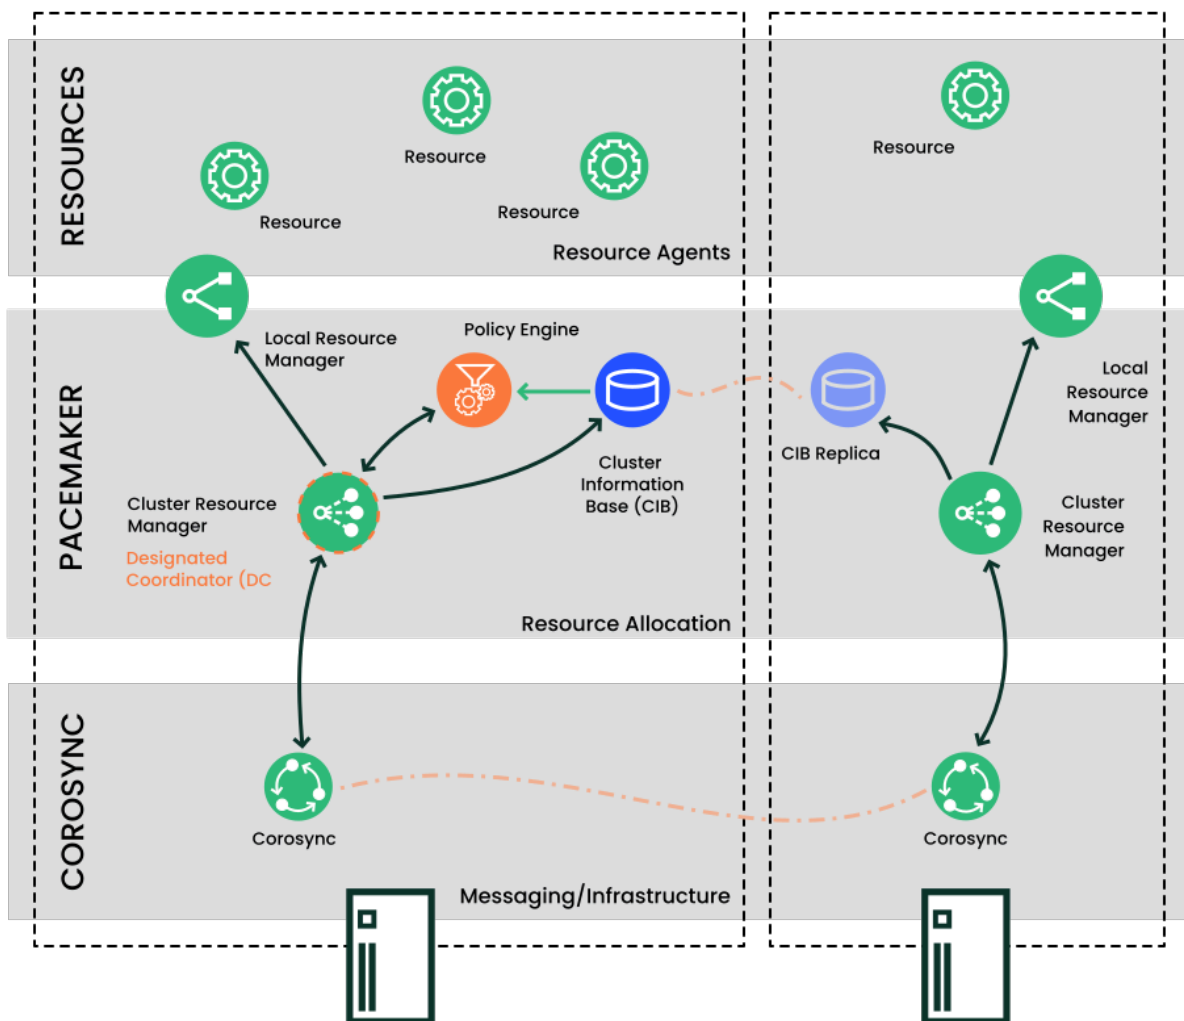 RESOURCES
Resource
Resource
Resource
Resource
Resource Agents
PACEMAKER
Local Resource
Manager
Policy Engine
Cluster
Information
Base (CIB)
Cluster Resource
Manager
Designated
Coordinator (DC
Resource Allocation
CIB Replica
Local
Resource
Manager
Cluster
Resource
Manager
COROSYNC
Corosync
Corosync
Messaging/Infrastructure